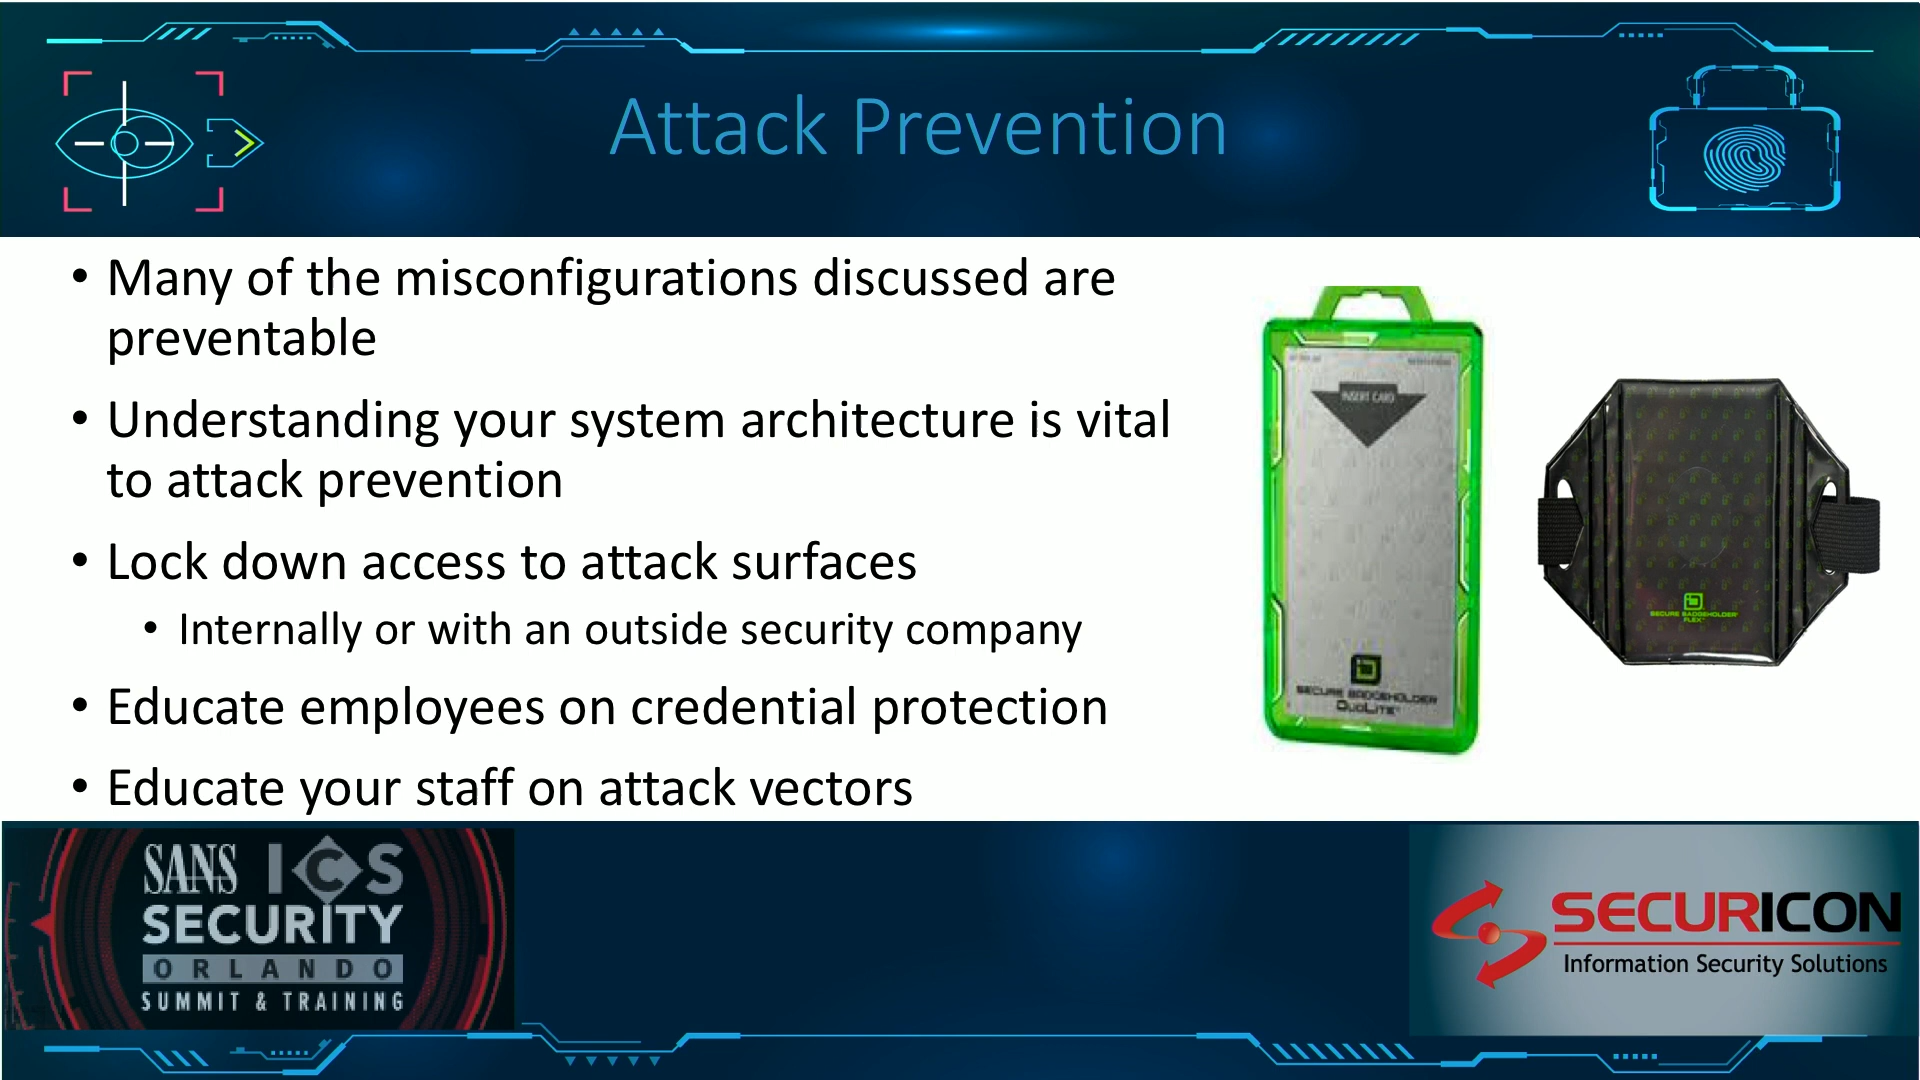 Attack Prevention
• Many of the misconfigurations discussed are
preventable
• Understanding your system architecture is vital
to attack prevention
• Lock down access to attack surfaces
• Internally or with an outside security company
• Educate employees on credential protection
• Educate your staff on attack vectors
INSERT CARD
SECURE BADGEHOLDER
DUOLITE
SECURE BADGEHOLDER
FLEX
SANS ICS
SECURITY
ORLANDO
SUMMIT & TRAINING
SECURICON
Information Security Solutions